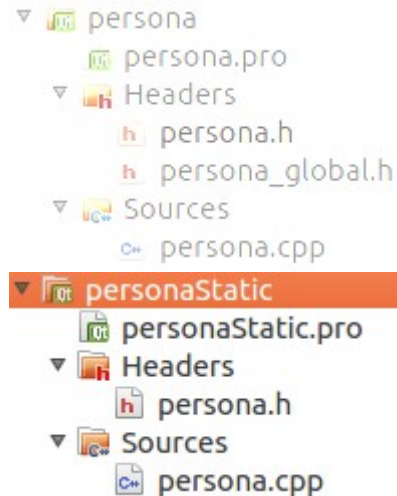 persona
persona.pro
Headers
persona.h
persona_global.h
Sources
persona.cpp
personaStatic
personaStatic.pro
Headers
persona.h
Sources
persona.cpp